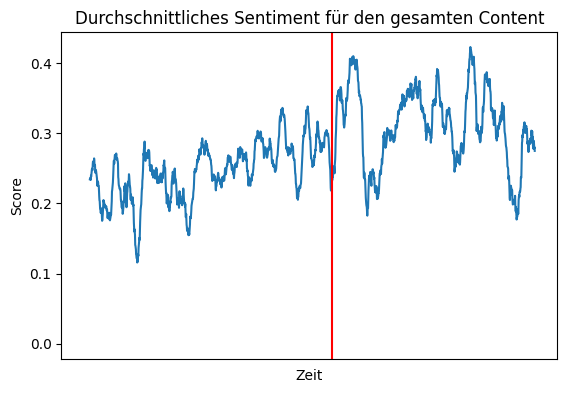 Durchschnittliches Sentiment für den gesamten Content
Score
0.4
0.3
0.2
0.1
0.0
Zeit